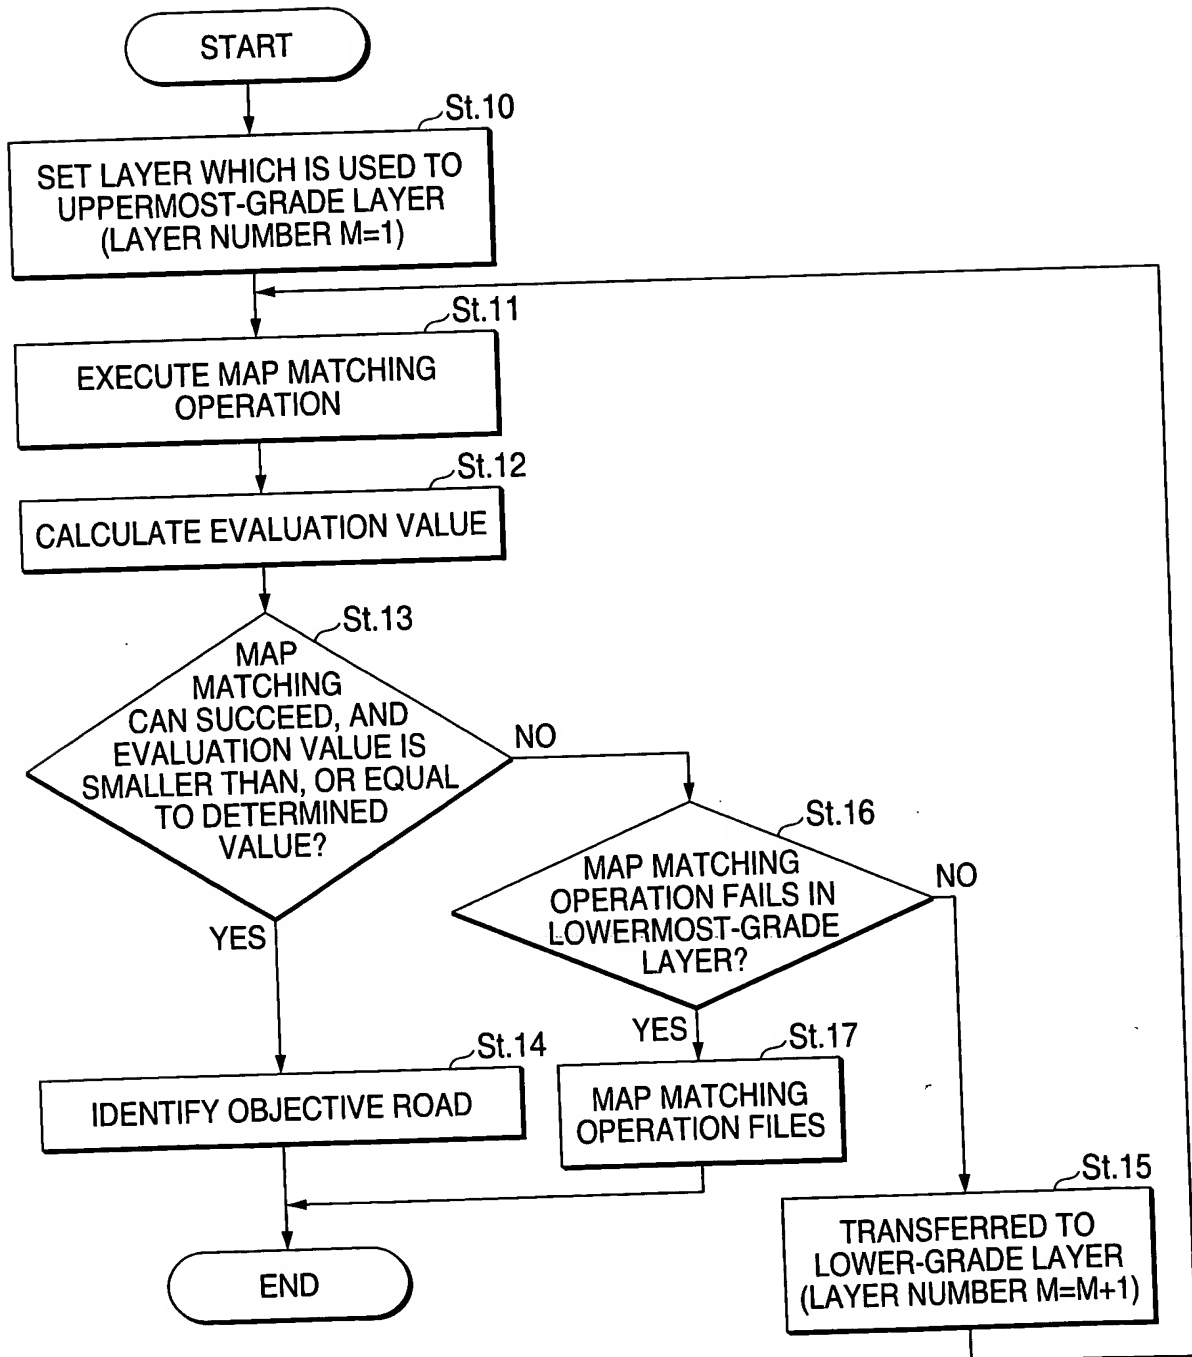 START
St.10
SET LAYER WHICH IS USED TO
UPPERMOST-GRADE LAYER
(LAYER NUMBER M=1)
St.11
EXECUTE MAP MATCHING
OPERATION
St.12
CALCULATE EVALUATION VALUE
St.13
MAP
MATCHING
CAN SUCCEED, AND
EVALUATION VALUE IS
SMALLER THAN, OR EQUAL
TO DETERMINED
VALUE?
NO
YES
St.16
MAP MATCHING
OPERATION FAILS IN
LOWERMOST-GRADE
LAYER?
NO
YES
St.14
IDENTIFY OBJECTIVE ROAD
St.17
MAP MATCHING
OPERATION FILES
St.15
TRANSFERRED TO
LOWER-GRADE LAYER
(LAYER NUMBER M=M+1)
END